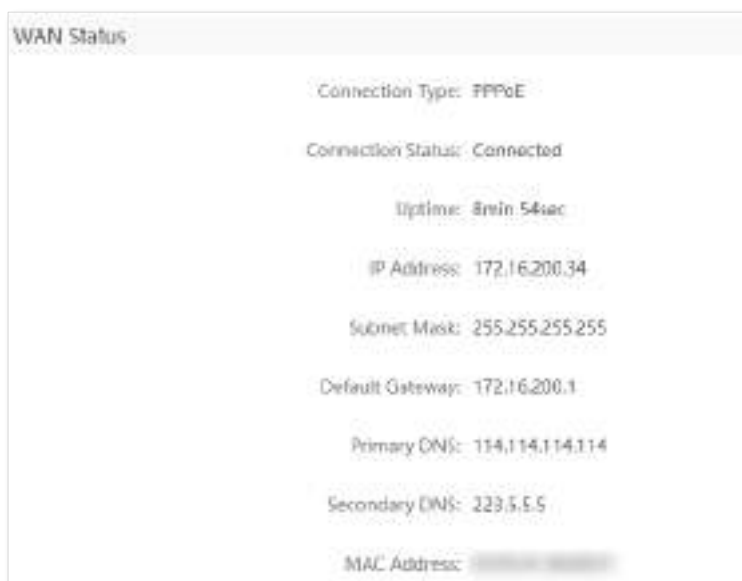 WAN Status
Connection Type: PPPoE
Connection Status: Connected
Uptime: 8min 54sec
IP Address: 172.16.200.34
Subnet Mask: 255.255.255.255
Default Gateway: 172.16.200.1
Primary DNS: 114.114.114.114
Secondary DNS: 223.5.5.5
MAC Address: